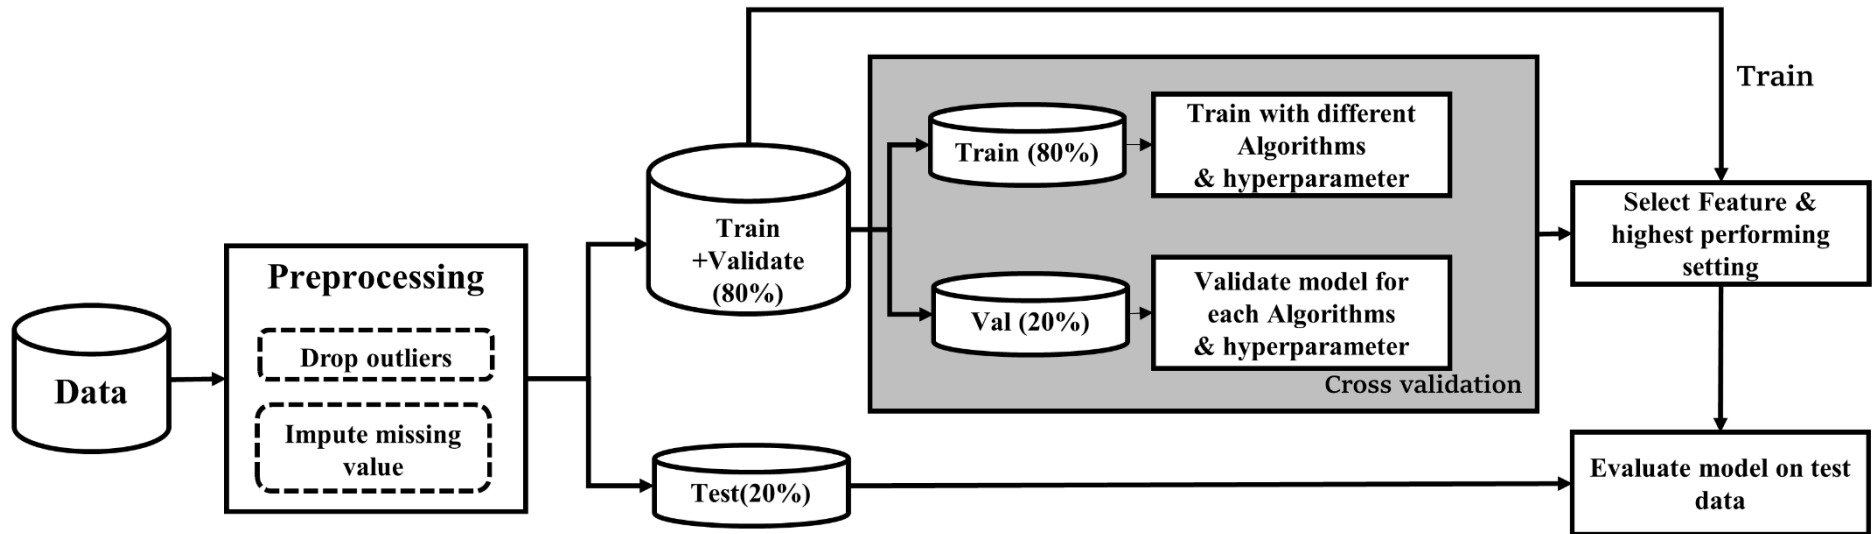 Data
Preprocessing
Drop outliers
Impute missing
value
Train
+Validate
(80%)
Test(20%)
Train (80%)
Train with different
Algorithms
& hyperparameter
Val (20%)
Validate model for
each Algorithms
& hyperparameter
Cross validation
Train
Select Feature &
highest performing
setting
Evaluate model on test
data